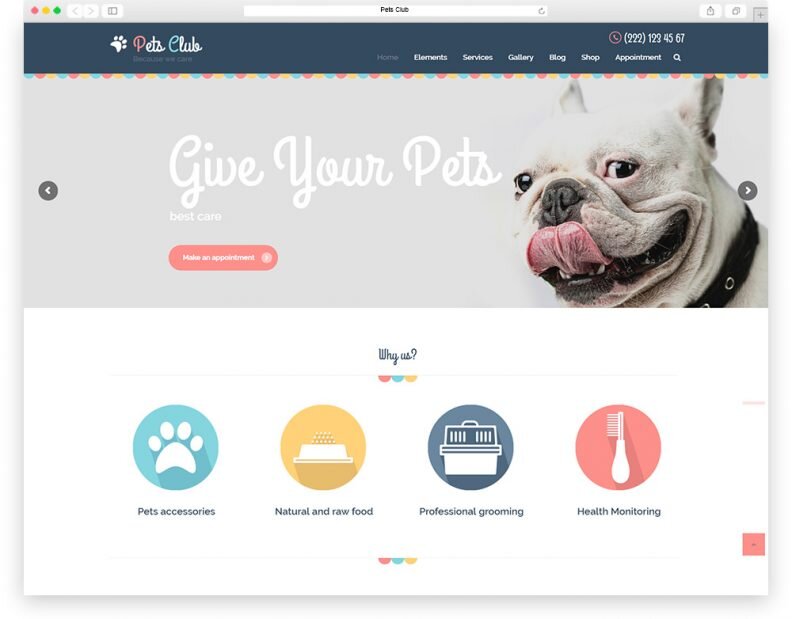 Pets Club
(222) 123 45 67
Pets Club
Because we care
Home Elements Services Gallery Blog Shop Appointment
Give Your Pets
best care
Make an appointment
Why us?
Pets accessories
Natural and raw food
Professional grooming
Health Monitoring